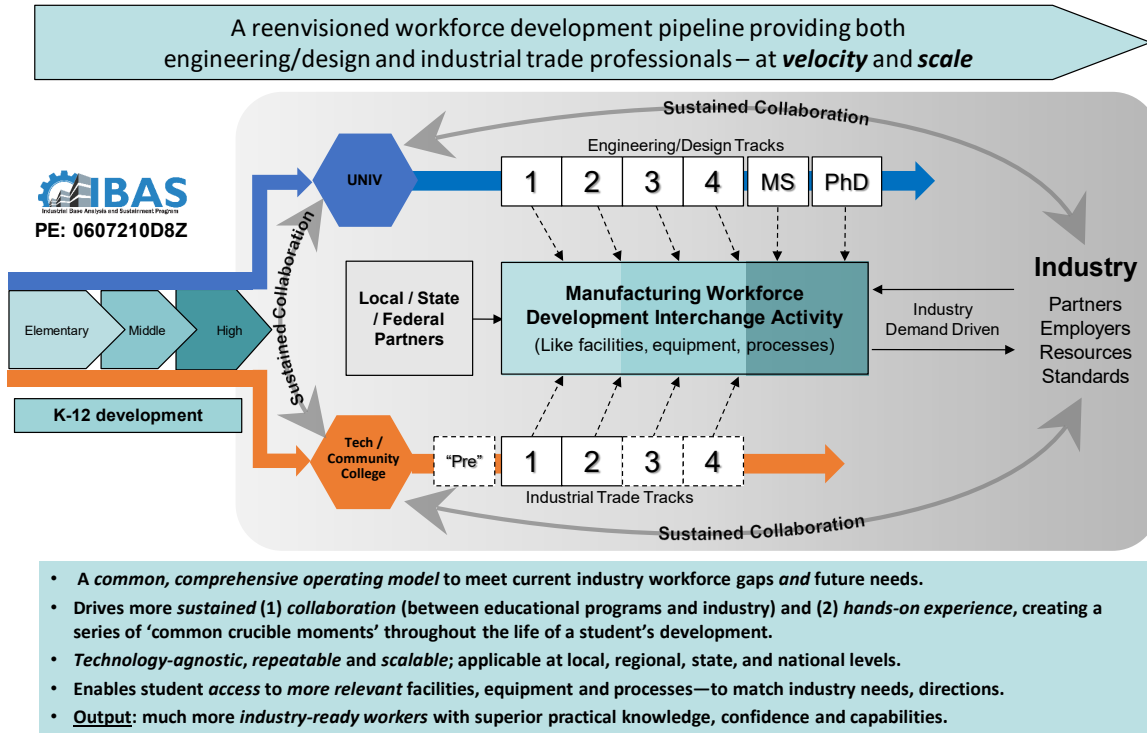 A reenvisioned workforce development pipeline providing both
engineering/design and industrial trade professionals – at velocity and scale
Sustained Collaboration
Engineering/Design Tracks
UNIV
1
2
3
4
MS
PhD
IBAS
Industrial Base Analysis and Sustainment Program
PE: 0607210D8Z
Sustained Collaboration
Elementary
Middle
High
K-12 development
Local / State
/ Federal
Partners
Manufacturing Workforce
Development Interchange Activity
(Like facilities, equipment, processes)
Industry
Demand Driven
Industry
Partners
Employers
Resources
Standards
Tech /
Community
College
"Pre"
1
2
3
4
Industrial Trade Tracks
Sustained Collaboration
• A common, comprehensive operating model to meet current industry workforce gaps and future needs.
• Drives more sustained (1) collaboration (between educational programs and industry) and (2) hands-on experience, creating a
series of ‘common crucible moments’ throughout the life of a student’s development.
• Technology-agnostic, repeatable and scalable; applicable at local, regional, state, and national levels.
• Enables student access to more relevant facilities, equipment and processes—to match industry needs, directions.
• Output: much more industry-ready workers with superior practical knowledge, confidence and capabilities.